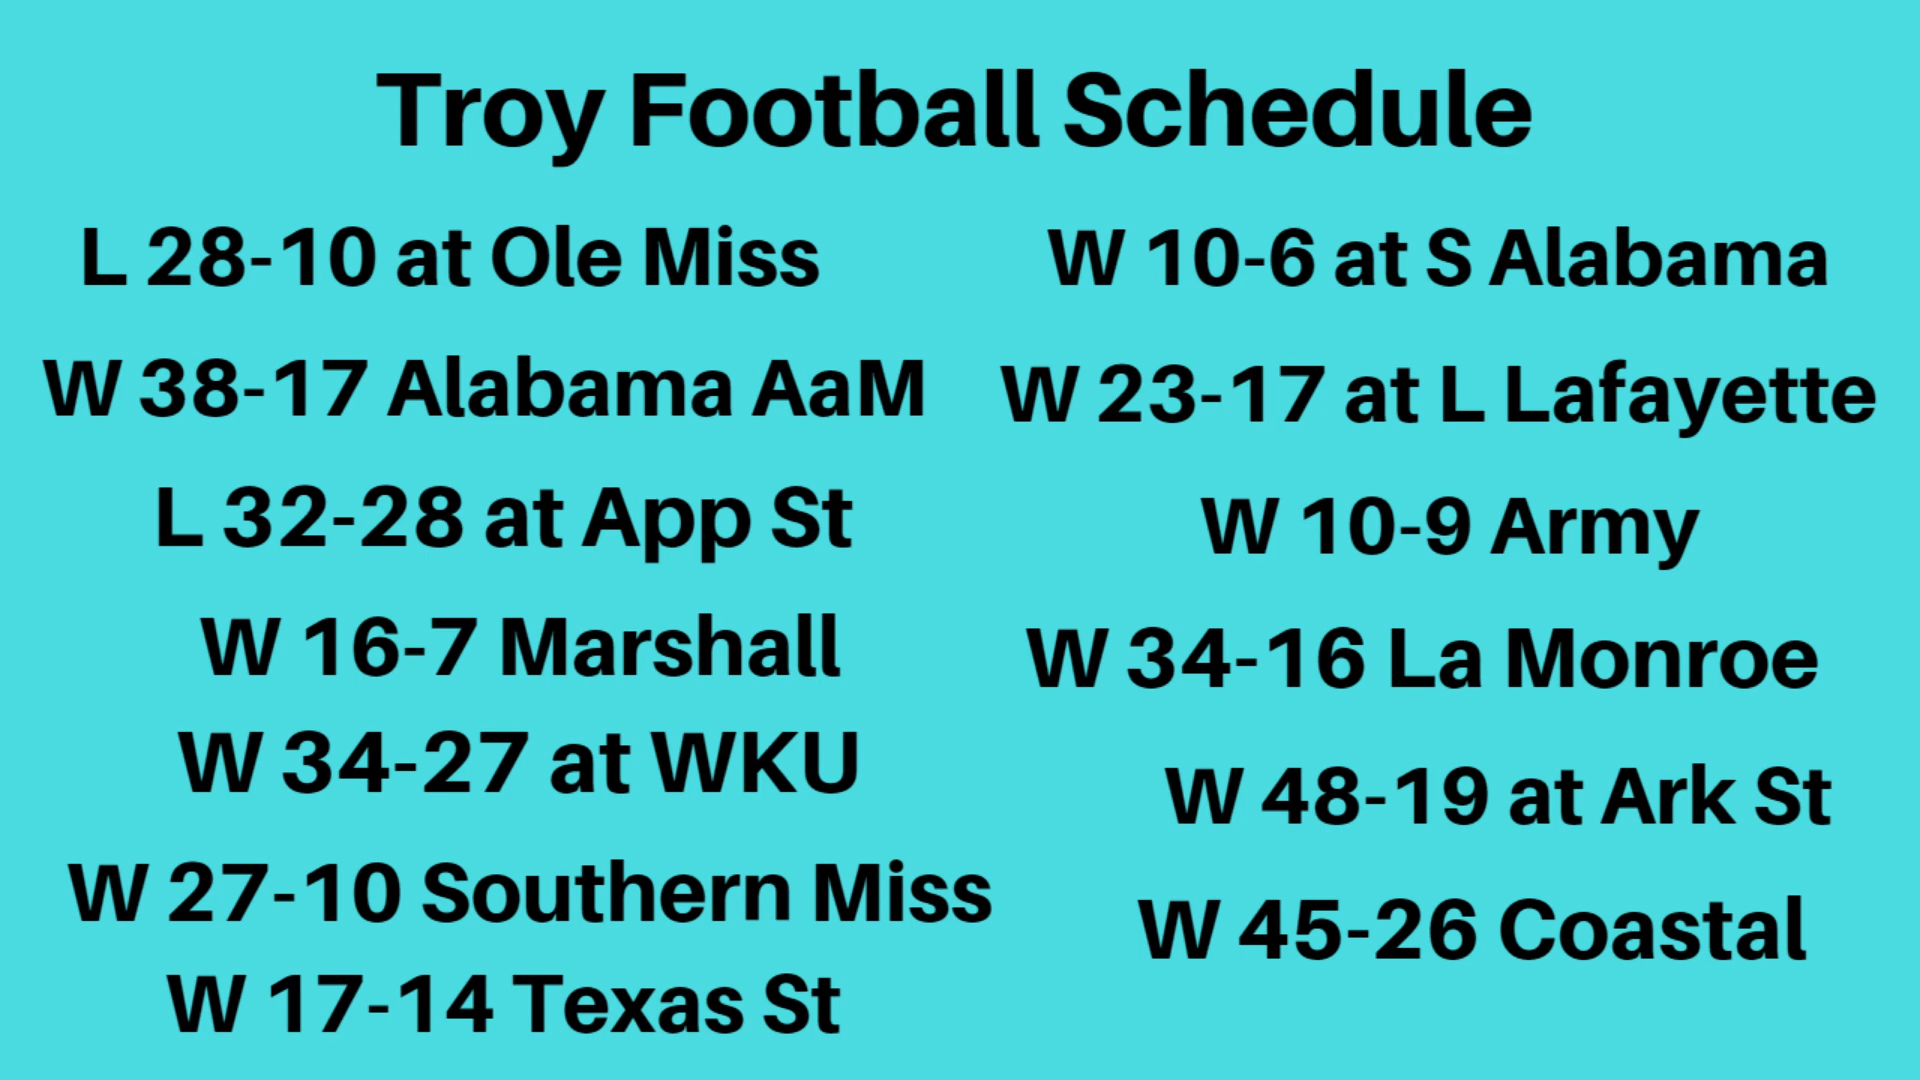 Troy Football Schedule
L 28-10 at Ole Miss
W 38-17 Alabama AaM
L 32-28 at App St
W 16-7 Marshall
W 34-27 at WKU
W 27-10 Southern Miss
W 17-14 Texas St
W 10-6 at S Alabama
W 23-17 at L Lafayette
W 10-9 Army
W 34-16 La Monroe
W 48-19 at Ark St
W 45-26 Coastal